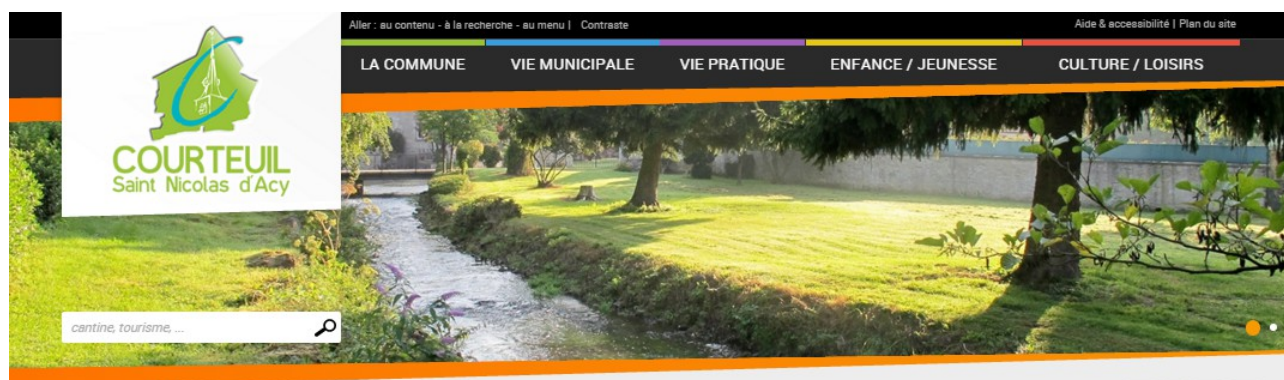 Aller : au contenu - à la recherche - au menu | Contraste
Aide & accessibilité | Plan du site
LA COMMUNE VIE MUNICIPALE VIE PRATIQUE ENFANCE / JEUNESSE CULTURE / LOISIRS
COURTEUIL
Saint Nicolas d'Acy
cantine, tourisme, ...